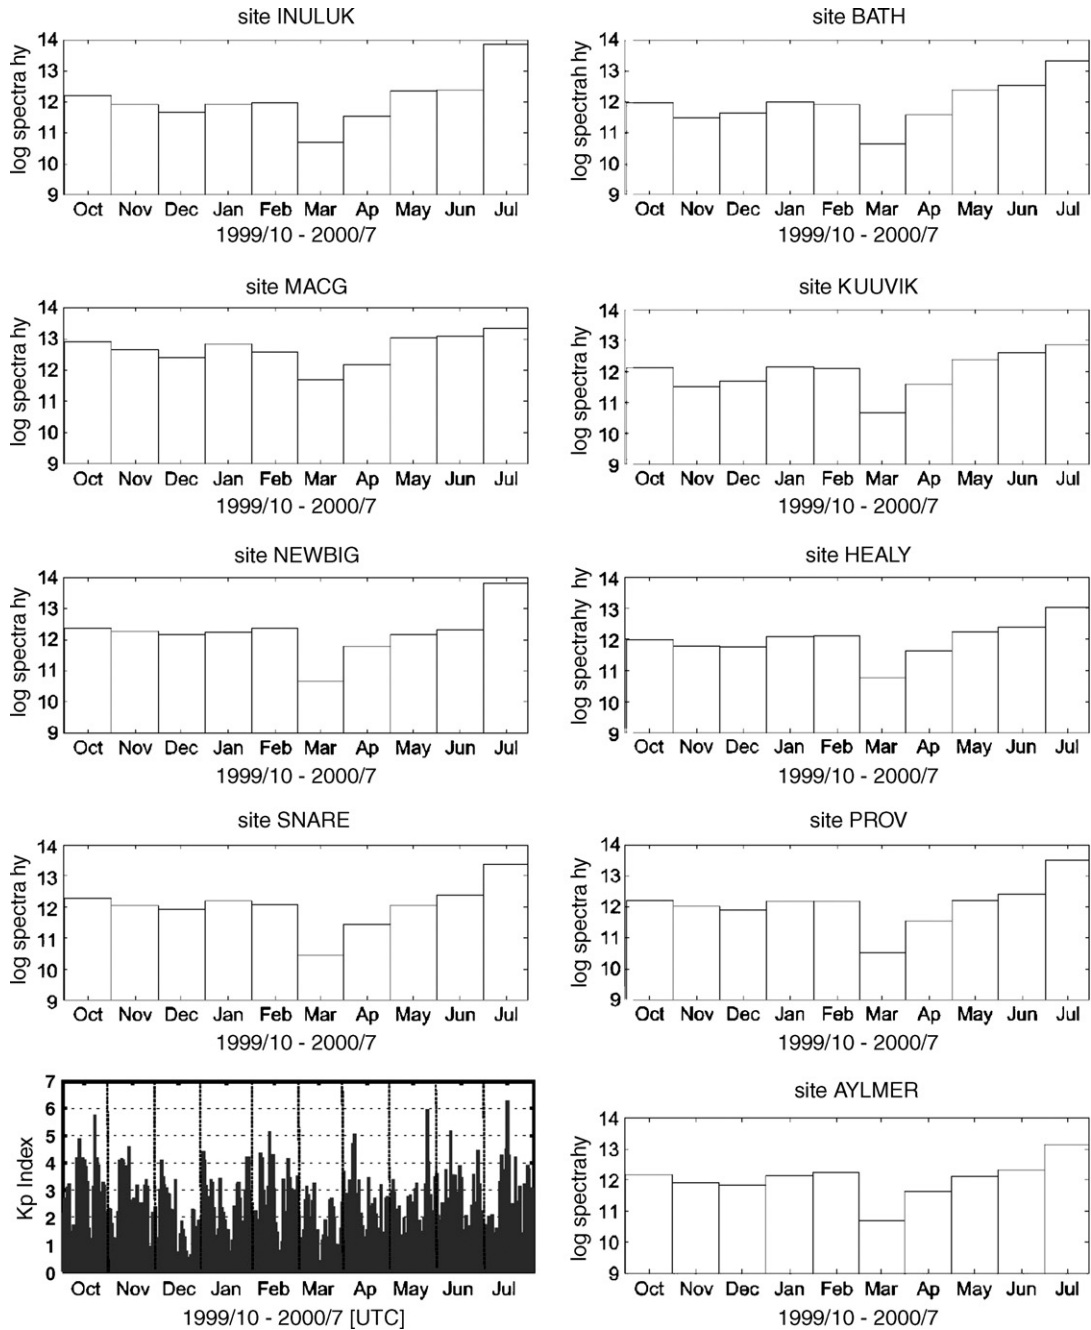 site INULUK
log spectra hy
14
13
12
11
10
9
Oct Nov Dec Jan Feb Mar Ap May Jun Jul
1999/10 - 2000/7
site BATH
log spectrah hy
14
13
12
11
10
9
Oct Nov Dec Jan Feb Mar Ap May Jun Jul
1999/10 - 2000/7
site MACG
log spectra hy
14
13
12
11
10
9
Oct Nov Dec Jan Feb Mar Ap May Jun Jul
1999/10 - 2000/7
site KUUVIK
log spectra hy
14
13
12
11
10
9
Oct Nov Dec Jan Feb Mar Ap May Jun Jul
1999/10 - 2000/7
site NEWBIG
log spectra hy
14
13
12
11
10
9
Oct Nov Dec Jan Feb Mar Ap May Jun Jul
1999/10 - 2000/7
site HEALY
log spectrahy hy
14
13
12
11
10
9
Oct Nov Dec Jan Feb Mar Ap May Jun Jul
1999/10 - 2000/7
site SNARE
log spectra hy
14
13
12
11
10
9
Oct Nov Dec Jan Feb Mar Ap May Jun Jul
1999/10 - 2000/7
site PROV
log spectra hy
14
13
12
11
10
9
Oct Nov Dec Jan Feb Mar Ap May Jun Jul
1999/10 - 2000/7
Kp Index
7
6
5
4
3
2
1
0
Oct Nov Dec Jan Feb Mar Ap May Jun Jul
1999/10 - 2000/7 [UTC]
site AYLMER
log spectrahy
14
13
12
11
10
9
Oct Nov Dec Jan Feb Mar Ap May Jun Jul
1999/10 - 2000/7